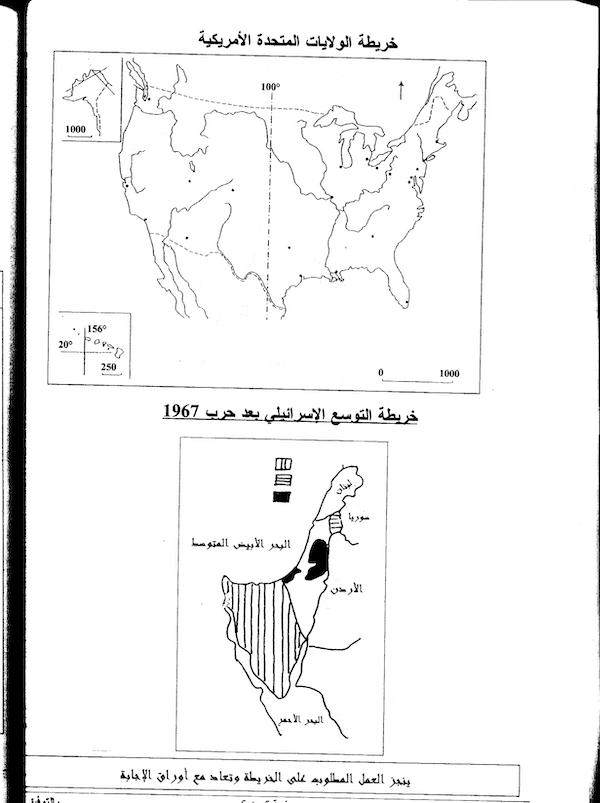 خريطة الولايات المتحدة الأمريكية
100°
1000
156°
20°
250
0 1000
خريطة التوسع الإسرائيلي بعد حرب 1967
لبنان
سوريا
البحر الأبيض المتوسط
الأردن
البحر الأحمر
ينجز العمل المطلوب على الخريطة وتعاد مع أوراق الإجابة